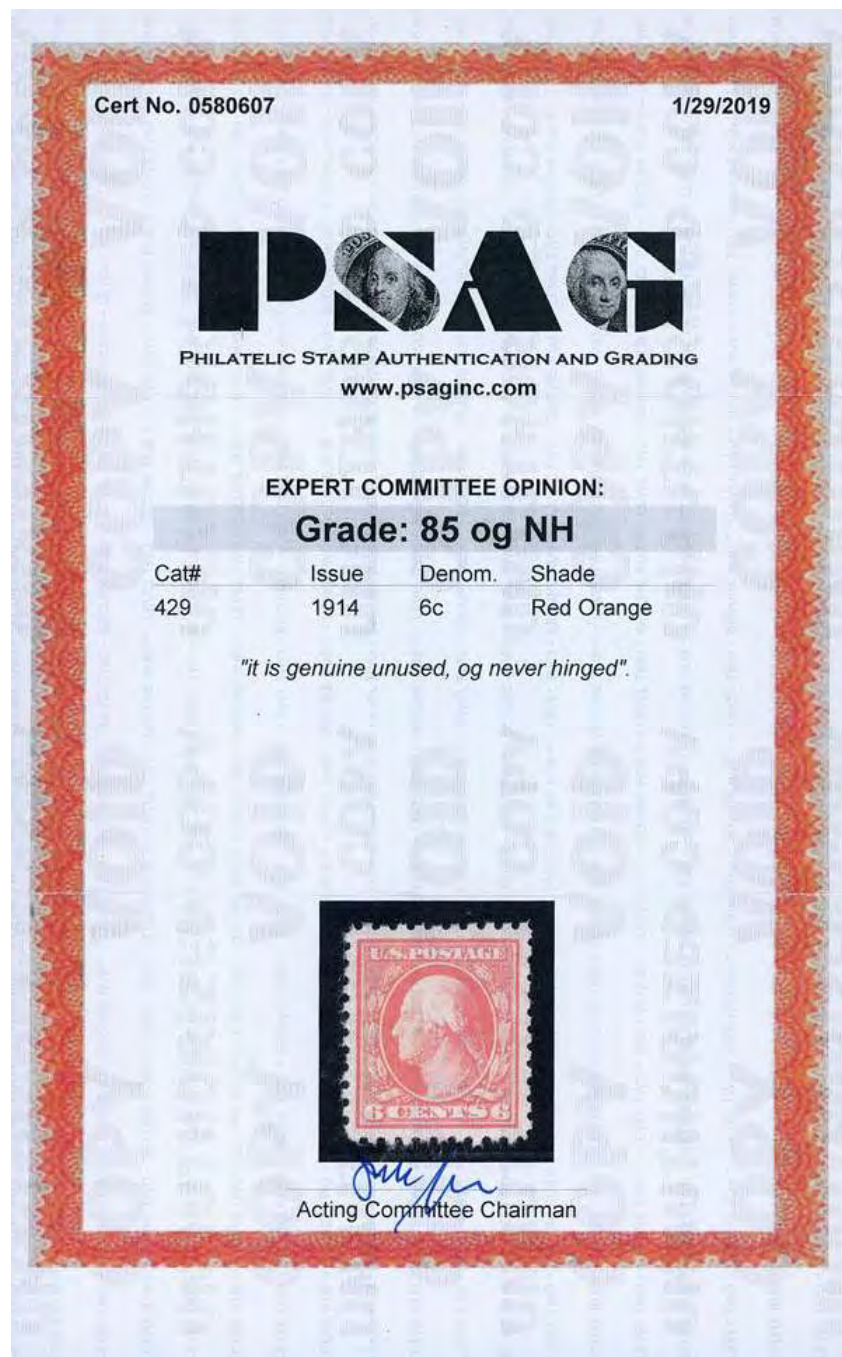 Cert No. 0580607 1/29/2019
PSAG
PHILATELIC STAMP AUTHENTICATION AND GRADING
www.psaginc.com
EXPERT COMMITTEE OPINION:
Grade: 85 og NH
Cat# Issue Denom. Shade
429 1914 6c Red Orange
"it is genuine unused, og never hinged".
U.S. POSTAGE
6 CENTS 6
Acting Committee Chairman